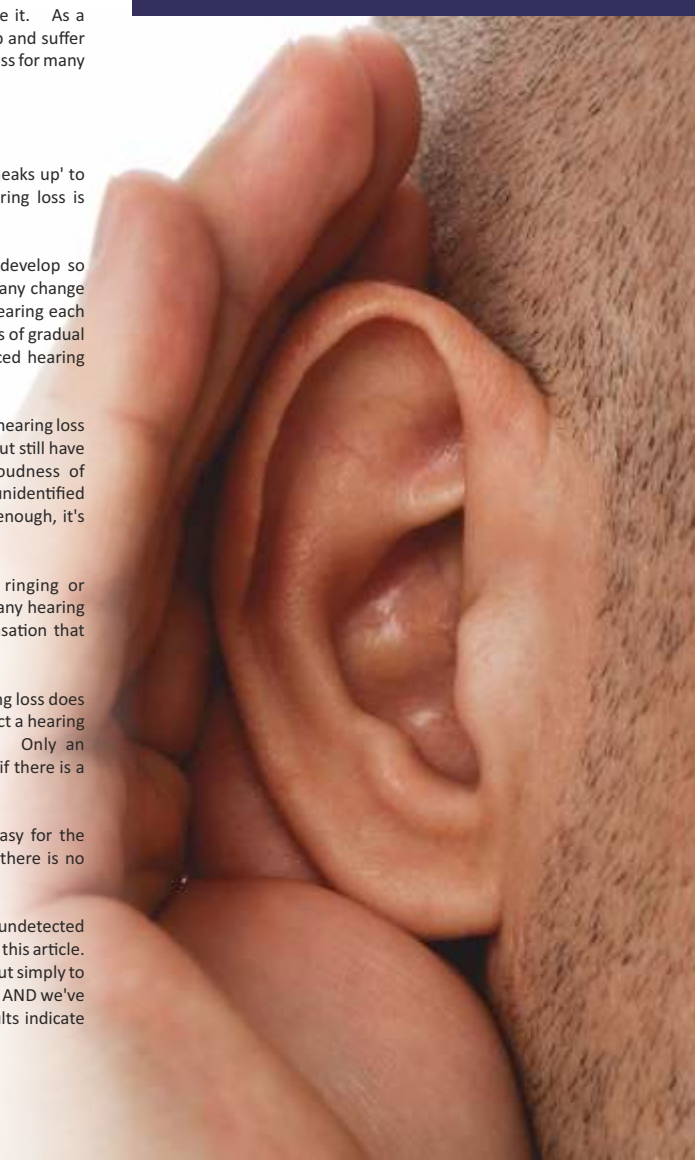 e it. As a
and suffer
ss for many
eaks up' to
ring loss is
develop so
any change
earing each
s of gradual
ced hearing
hearing loss
ut still have
oudness of
unidentified
enough, it's
ringing or
any hearing
sation that
ng loss does
ct a hearing
Only an
if there is a
asy for the
there is no
undetected
this article.
ut simply to
AND we've
lts indicate